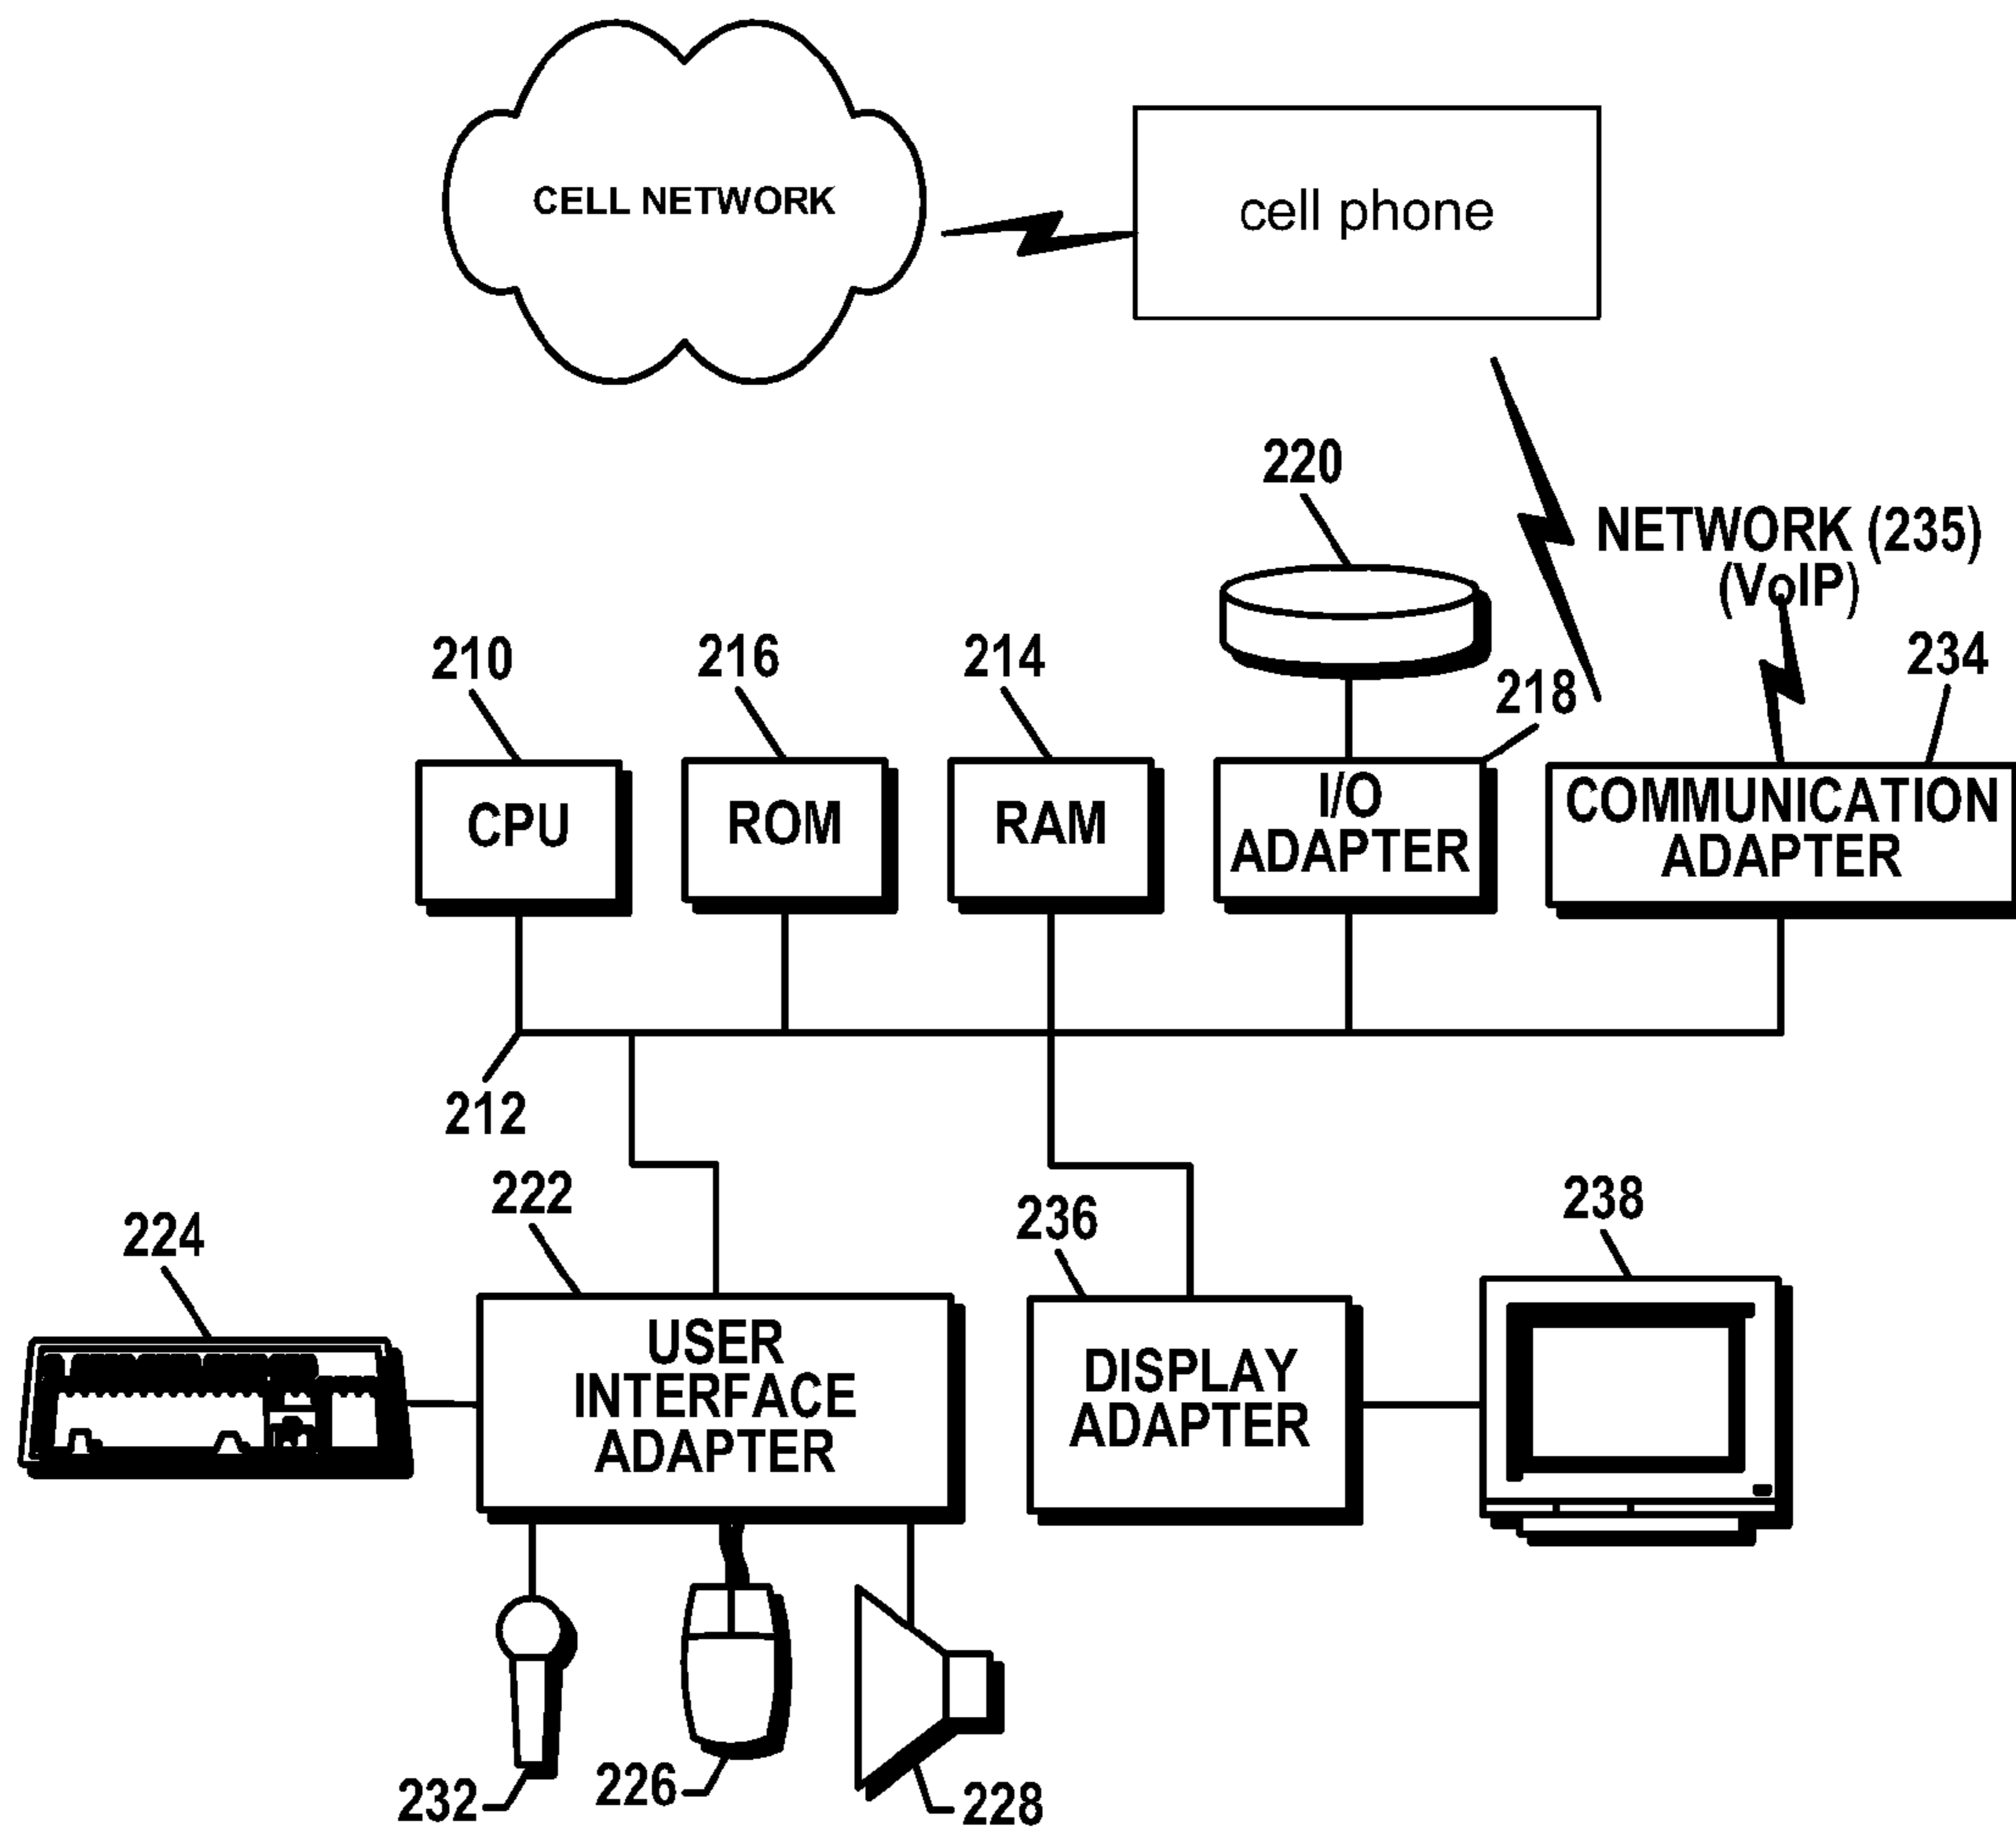 CELL NETWORK
cell phone
220
NETWORK (235)
(VoIP)
210
216
214
218
234
CPU
ROM
RAM
I/O
ADAPTER
COMMUNICATION
ADAPTER
212
222
236
238
224
USER
INTERFACE
ADAPTER
DISPLAY
ADAPTER
232
226
228